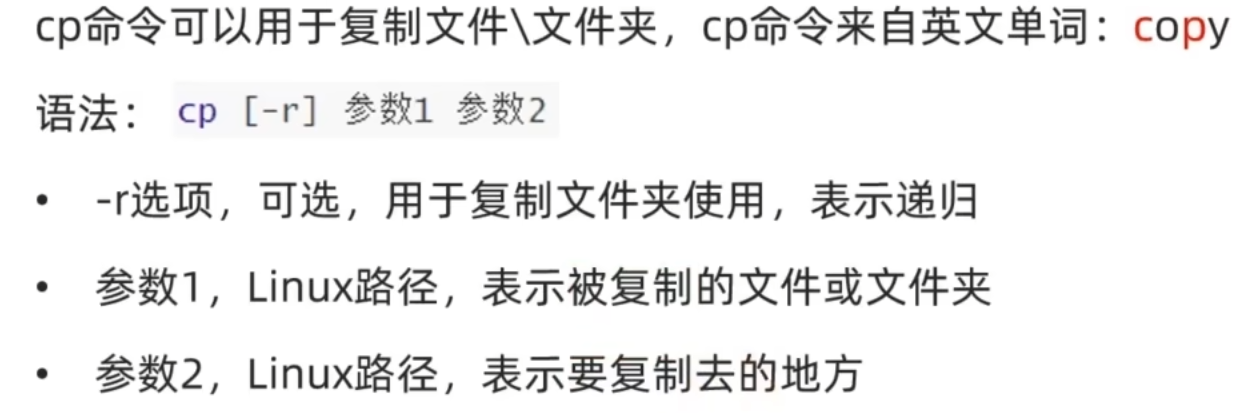 cp命令可以用于复制文件\文件夹，cp命令来自英文单词：copy
语法： cp [-r] 参数1 参数2
• -r选项，可选，用于复制文件夹使用，表示递归
• 参数1，Linux路径，表示被复制的文件或文件夹
• 参数2，Linux路径，表示要复制去的地方